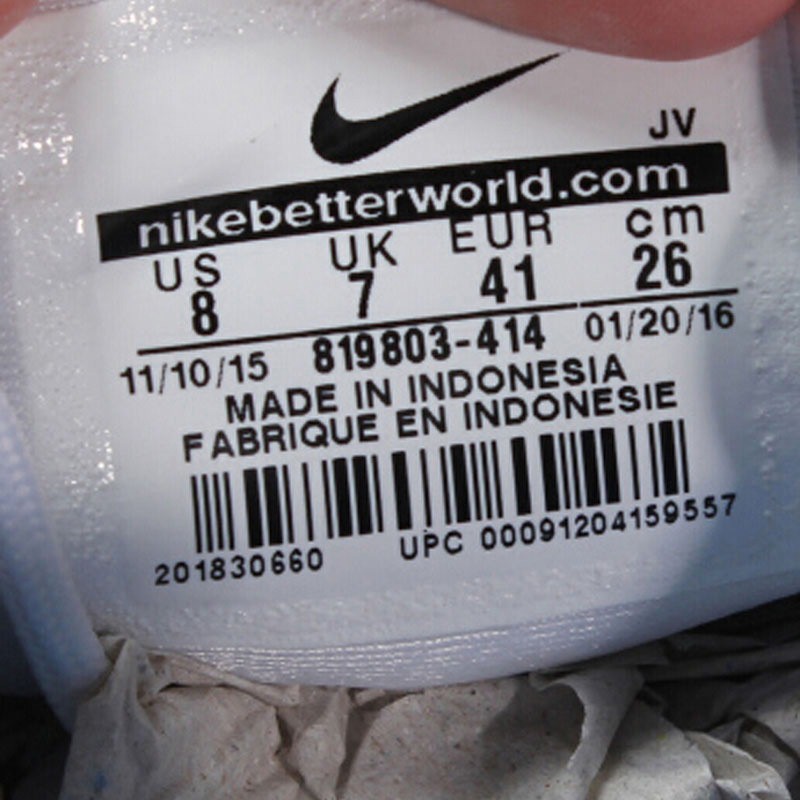 JV
nikebetterworld.com
US UK EUR cm
8 7 41 26
11/10/15 819803-414 01/20/16
MADE IN INDONESIA
FABRIQUE EN INDONESIE
201830660 UPC 00091204159557